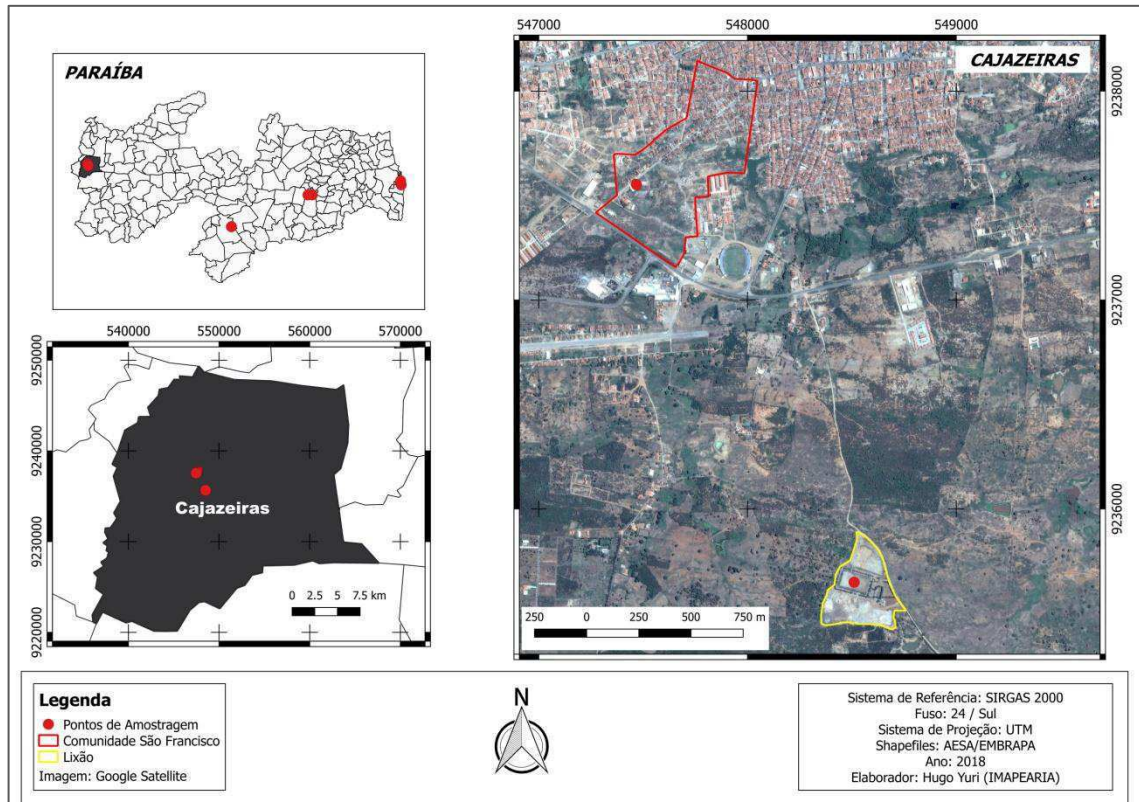 PARAÍBA
540000 550000 560000 570000
9250000
9240000
9230000
9220000
Cajazeiras
0 2.5 5 7.5 km
547000 548000 549000
CAJAZEIRAS
9238000
9237000
9236000
250 0 250 500 750 m
Legenda
Pontos de Amostragem
Comunidade São Francisco
Lixão
Imagem: Google Satellite
N
Sistema de Referência: SIRGAS 2000
Fuso: 24 / Sul
Sistema de Projeção: UTM
Shapefiles: AESA/EMBRAPA
Ano: 2018
Elaborador: Hugo Yuri (IMAPEARIA)